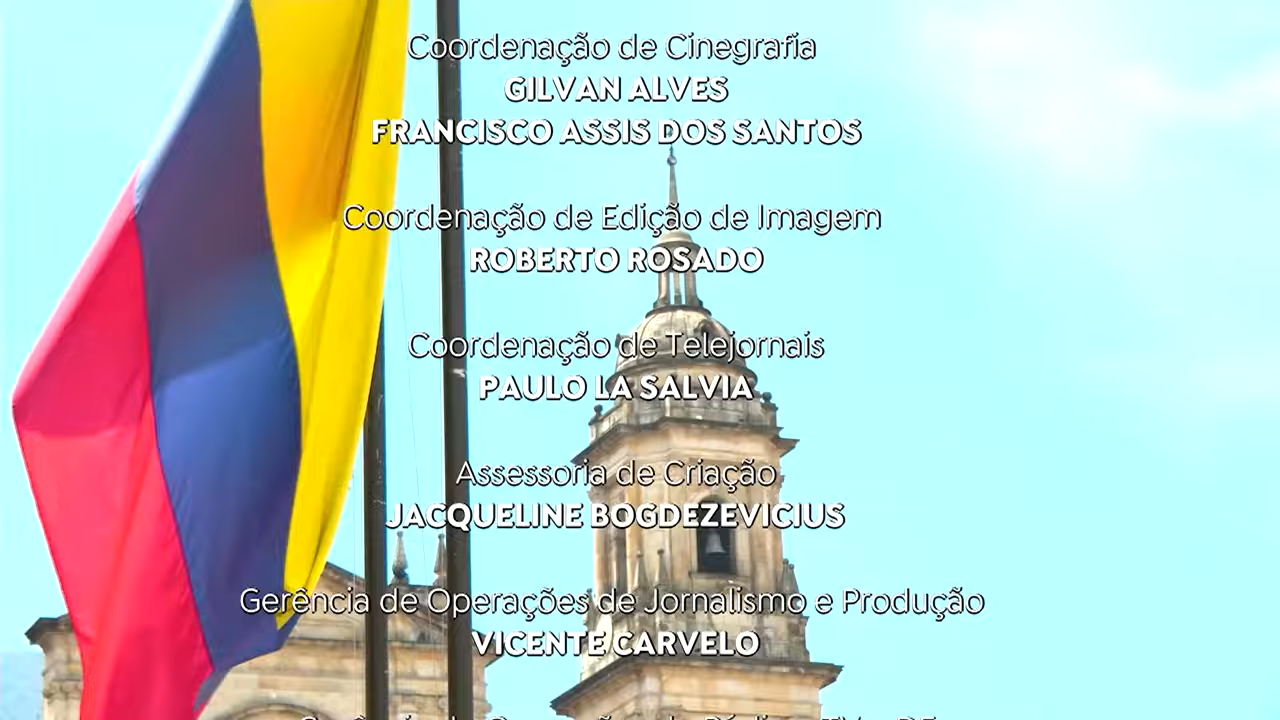 Coordenação de Cinegrafia
GILVAN ALVES
FRANCISCO ASSIS DOS SANTOS
Coordenação de Edição de Imagem
ROBERTO ROSADO
Coordenação de Telejornais
PAULO LA SALVIA
Assessoria de Criação
JACQUELINE BOGDEZEVICIUS
Gerência de Operações de Jornalismo e Produção
VICENTE CARVELO